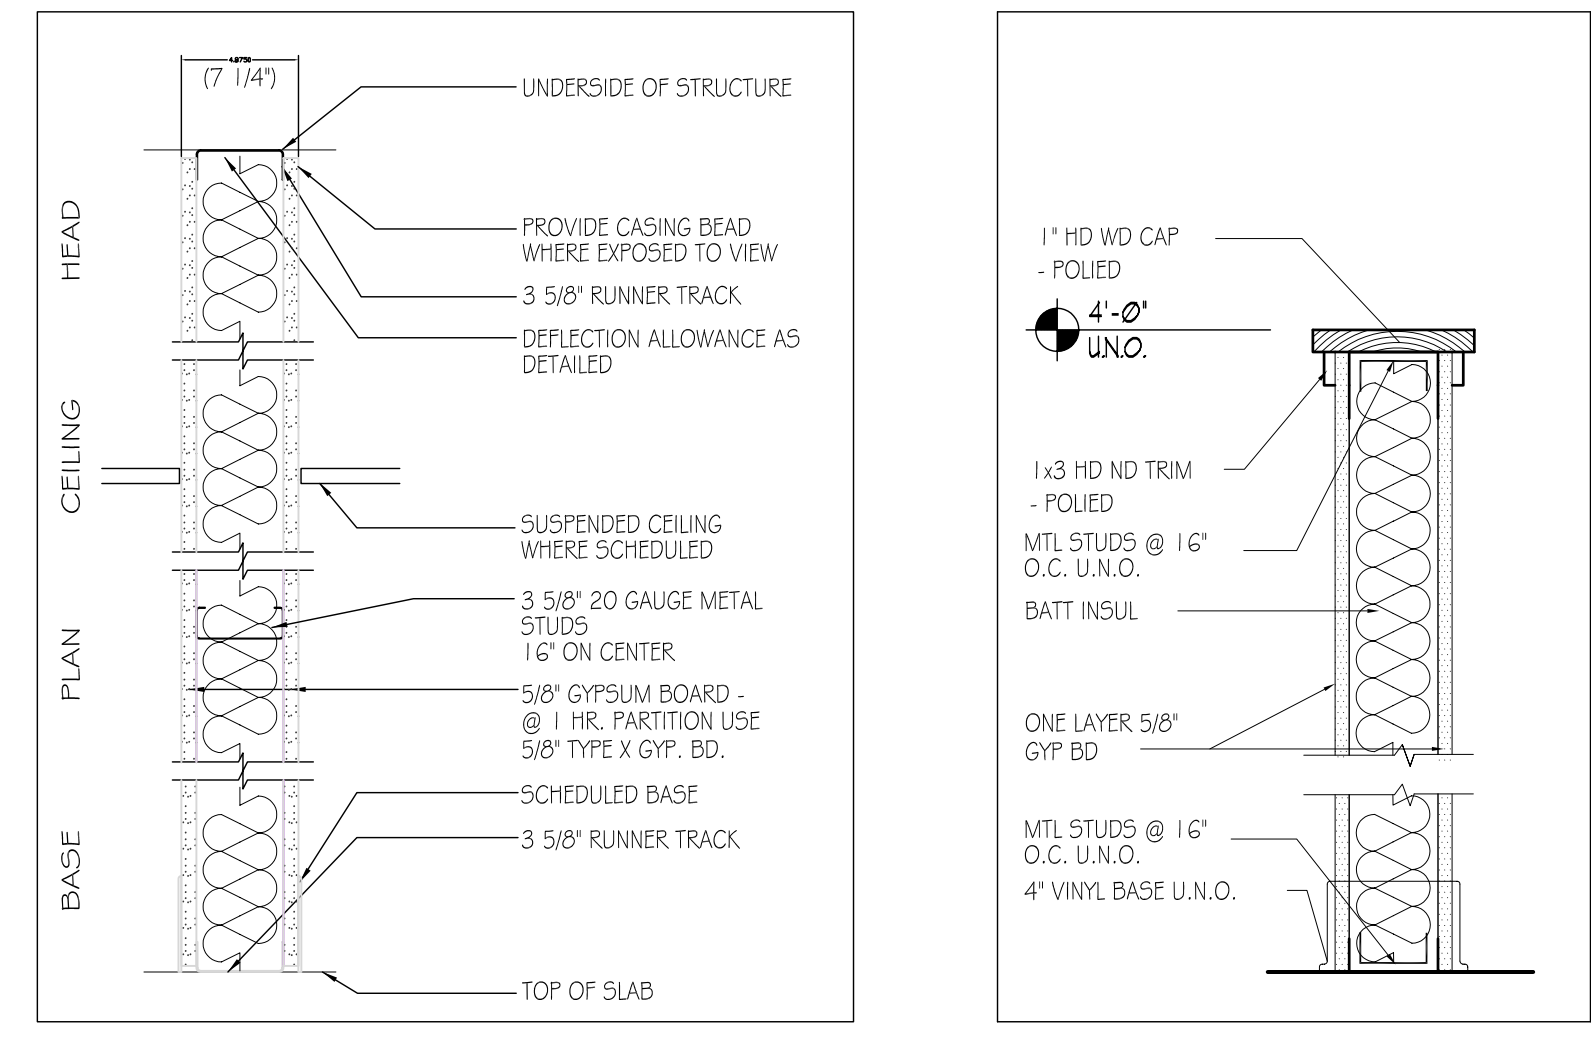 4.8750
(7 1/4")
UNDERSIDE OF STRUCTURE
HEAD
PROVIDE CASING BEAD
WHERE EXPOSED TO VIEW
3 5/8" RUNNER TRACK
DEFLECTION ALLOWANCE AS
DETAILED
CEILING
SUSPENDED CEILING
WHERE SCHEDULED
PLAN
3 5/8" 20 GAUGE METAL
STUDS
16" ON CENTER
5/8" GYPSUM BOARD -
@ 1 HR. PARTITION USE
5/8" TYPE X GYP. BD.
BASE
SCHEDULED BASE
3 5/8" RUNNER TRACK
TOP OF SLAB
1" HD WD CAP
- POLIED
4'-0"
U.N.O.
1x3 HD ND TRIM
- POLIED
MTL STUDS @ 16"
O.C. U.N.O.
BATT INSUL
ONE LAYER 5/8"
GYP BD
MTL STUDS @ 16"
O.C. U.N.O.
4" VINYL BASE U.N.O.